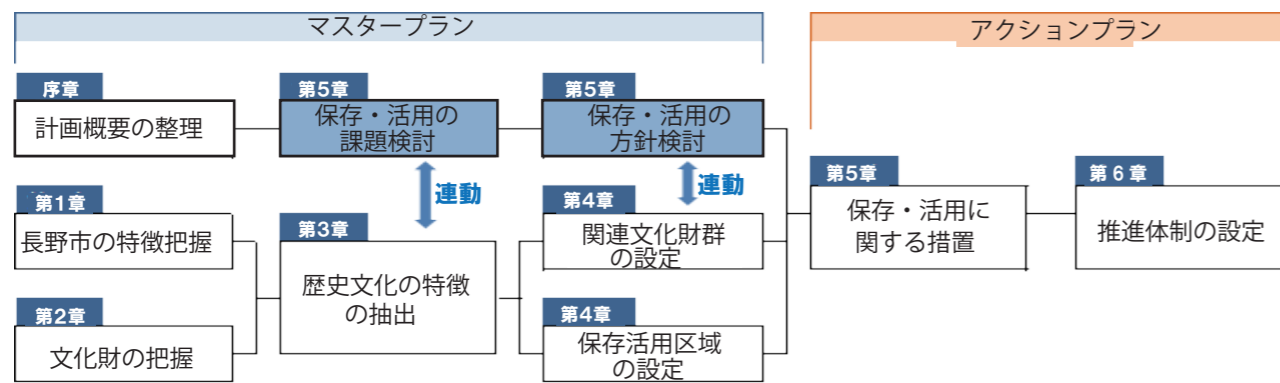 マスタープラン
アクションプラン
序章
計画概要の整理
第5章
保存・活用の
課題検討
第5章
保存・活用の
方針検討
連動
連動
第1章
長野市の特徴把握
第2章
文化財の把握
第3章
歴史文化の特徴
の抽出
第4章
関連文化財群
の設定
第4章
保存活用区域
の設定
第5章
保存・活用に
関する措置
第６章
推進体制の設定